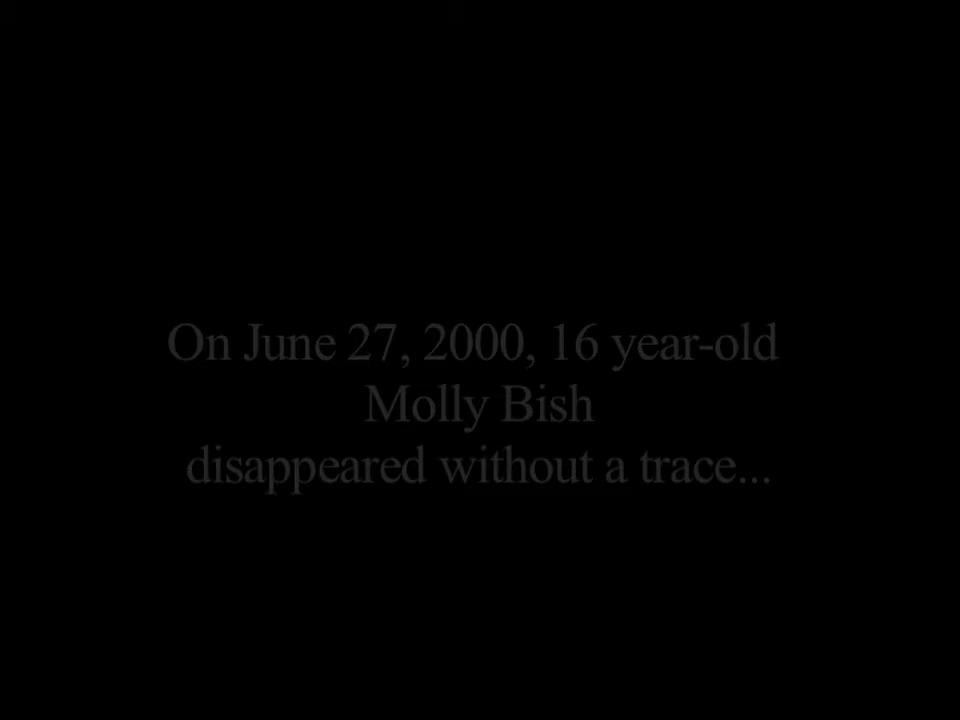 On June 27, 2000, 16 year-old
Molly Bish
disappeared without a trace...